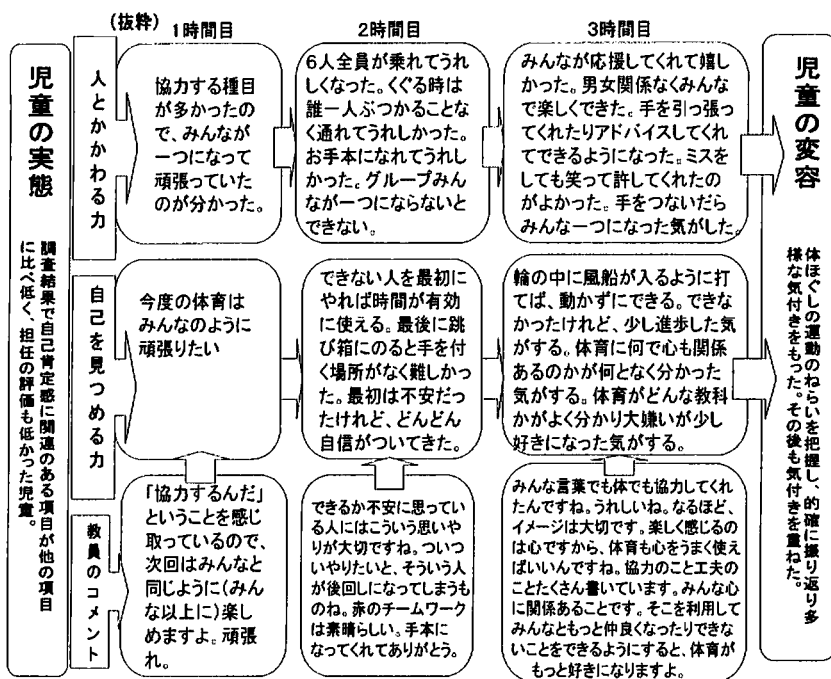 (抜粋)
1時間目
2時間目
3時間目
児童の実態
調査結果で自己肯定感に関連のある項目が他の項目
に比べ低く、担任の評価も低かった児童。
人とかかわる力
協力する種目
が多かったの
で、みんなが
一つになって
頑張っていた
のが分かった。
6人全員が乗れてうれ
しくなった。くぐる時は
誰一人ぶつかることな
く通れてうれしかった。
お手本になれてうれし
かった。グループみん
なが一つにならないと
できない。
みんなが応援してくれて嬉し
かった。男女関係なくみんな
で楽しくできた。手を引っ張っ
てくれたりアドバイスしてくれ
てできるようになった。ミスを
しても笑って許してくれたの
がよかった。手をつないだら
みんな一つになった気がした。
自己を見つめる力
今度の体育は
みんなのように
頑張りたい
できない人を最初に
やれば時間が有効
に使える。最後に跳
び箱にのると手を付
く場所がなく難しか
った。最初は不安だっ
たけれど、どんどん
自信がついてきた。
輪の中に風船が入るように打
てば、動かずにできる。できな
かったけれど、少し進歩した気
がする。体育に何で心も関係
あるのかが何となく分かった
気がする。体育がどんな教科
かがよく分かり大嫌いが少し
好きになった気がする。
教員のコメント
「協力するんだ」
ということを感じ
取っているので、
次回はみんなと
同じように(みん
な以上に)楽し
めますよ。頑張
れ。
できるか不安に思っている
人にはこういう思いや
りが大切ですね。ついつ
いやりたいと、そういう人
が後回しになってしまうも
のね。赤のチームワーク
は素晴らしい。手本に
なってくれてありがとう。
みんな言葉でも体でも協力してくれ
たんですね。うれしいね。なるほど、
イメージは大切です。楽しく感じるの
は心ですから、体育も心をうまく使え
ばいいんですね。協力のこと工夫の
ことたくさん書いています。みんな心
に関係あることです。そこを利用して
みんなともっと仲良くなったりできな
いことをできるようにすると、体育が
もっと好きになりますよ。
児童の変容
体ほぐしの運動のねらいを把握し、的確に振り返り多
様な気付きをもった。その後も気付きを重ねた。